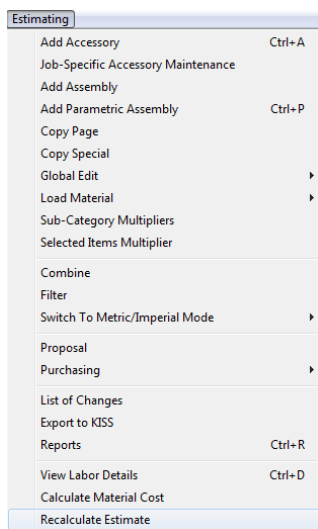 Estimating
Add Accessory Ctrl+A
Job-Specific Accessory Maintenance
Add Assembly
Add Parametric Assembly Ctrl+P
Copy Page
Copy Special
Global Edit
Load Material
Sub-Category Multipliers
Selected Items Multiplier
Combine
Filter
Switch To Metric/Imperial Mode
Proposal
Purchasing
List of Changes
Export to KISS
Reports Ctrl+R
View Labor Details Ctrl+D
Calculate Material Cost
Recalculate Estimate